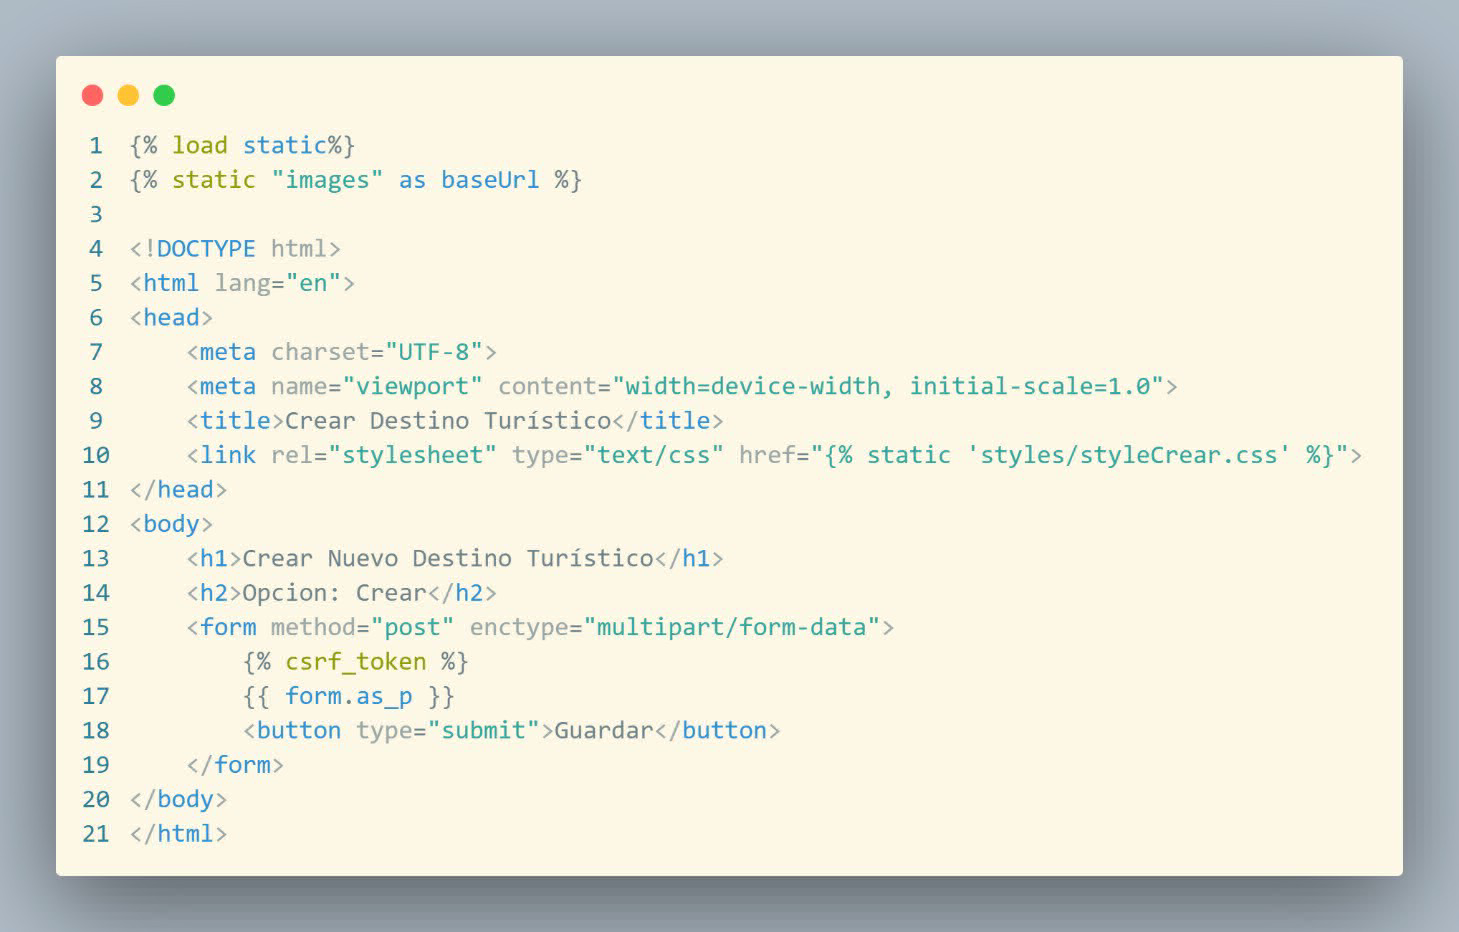 1 {% load static%}
2 {% static "images" as baseUrl %}
3
4 <!DOCTYPE html>
5 <html lang="en">
6 <head>
7     <meta charset="UTF-8">
8     <meta name="viewport" content="width=device-width, initial-scale=1.0">
9     <title>Crear Destino Turístico</title>
10     <link rel="stylesheet" type="text/css" href="{% static 'styles/styleCrear.css' %}">
11 </head>
12 <body>
13     <h1>Crear Nuevo Destino Turístico</h1>
14     <h2>Opcion: Crear</h2>
15     <form method="post" enctype="multipart/form-data">
16         {% csrf_token %}
17         {{ form.as_p }}
18         <button type="submit">Guardar</button>
19     </form>
20 </body>
21 </html>